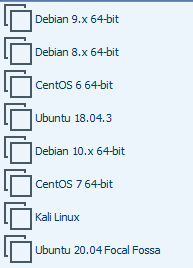 Debian 9.x 64-bit
Debian 8.x 64-bit
CentOS 6 64-bit
Ubuntu 18.04.3
Debian 10.x 64-bit
CentOS 7 64-bit
Kali Linux
Ubuntu 20.04 Focal Fossa